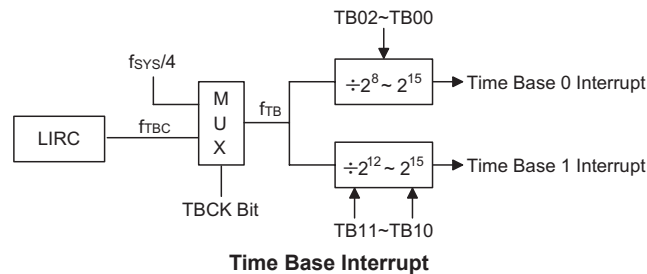 TB02~TB00
fSYS/4
÷2^8 ~ 2^15
Time Base 0 Interrupt
M
U
X
fTB
LIRC
fTBC
÷2^12 ~ 2^15
Time Base 1 Interrupt
TBCK Bit
TB11~TB10
Time Base Interrupt